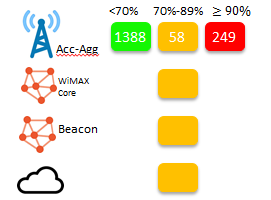 <70% 70%-89% ≥ 90%
Acc-Agg 1388 58 249
WiMAX
Core
Beacon